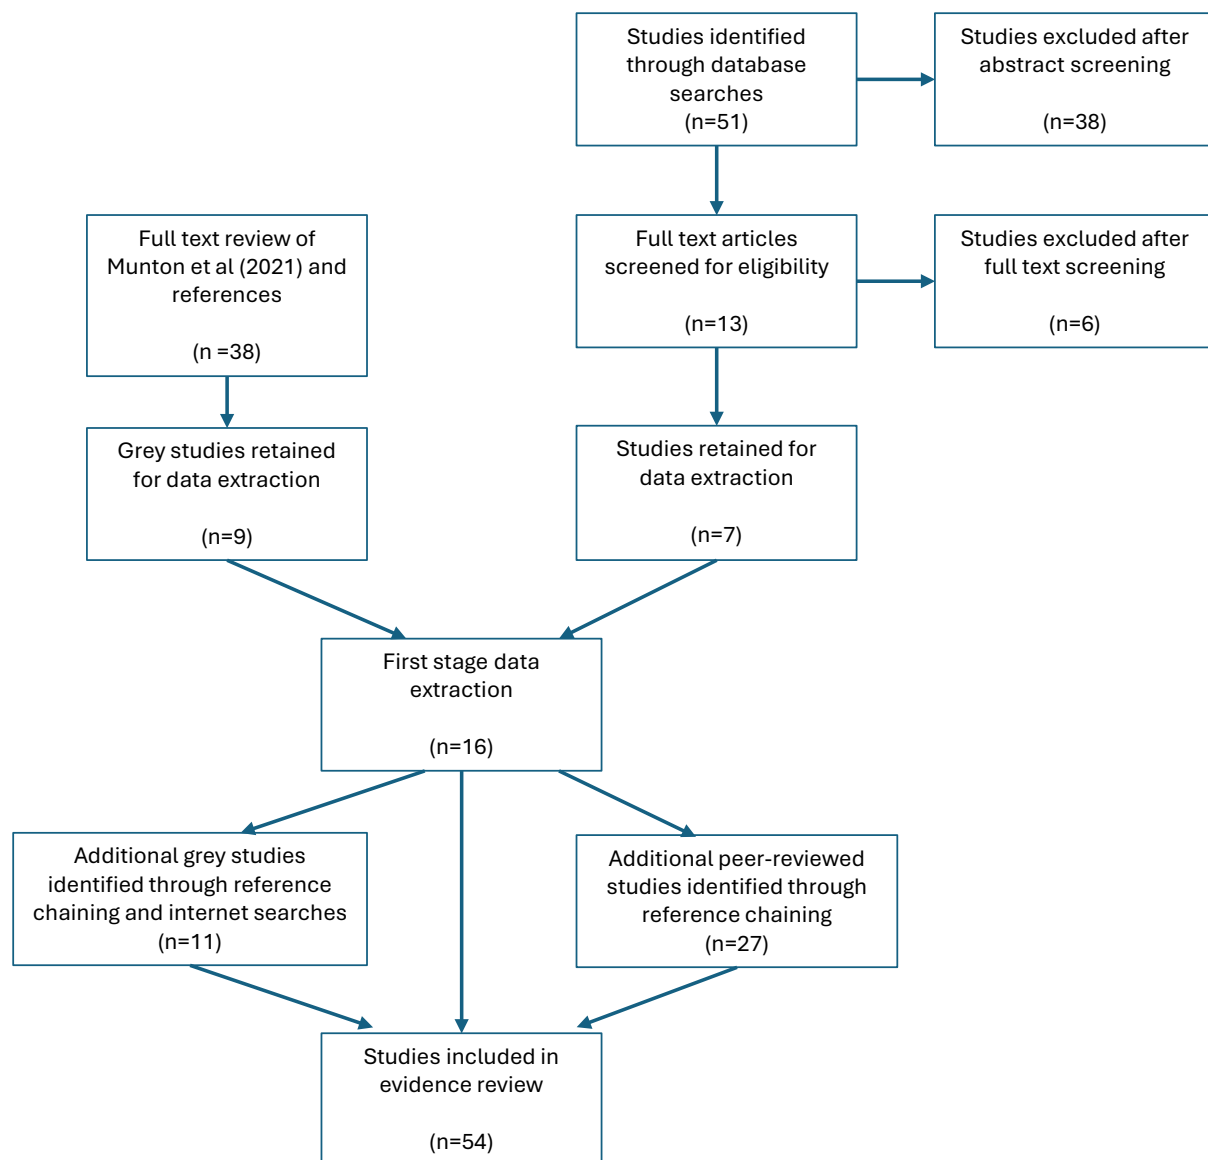 Studies identified
through database
searches
(n=51)
Studies excluded after
abstract screening
(n=38)
Full text review of
Munton et al (2021) and
references
(n =38)
Full text articles
screened for eligibility
(n=13)
Studies excluded after
full text screening
(n=6)
Grey studies retained
for data extraction
(n=9)
Studies retained for
data extraction
(n=7)
First stage data
extraction
(n=16)
Additional grey studies
identified through reference
chaining and internet searches
(n=11)
Additional peer-reviewed
studies identified through
reference chaining
(n=27)
Studies included in
evidence review
(n=54)